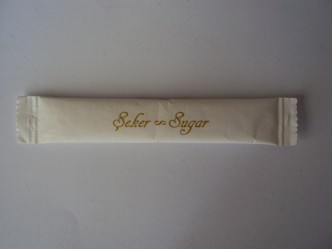 Şeker ∽ Sugar